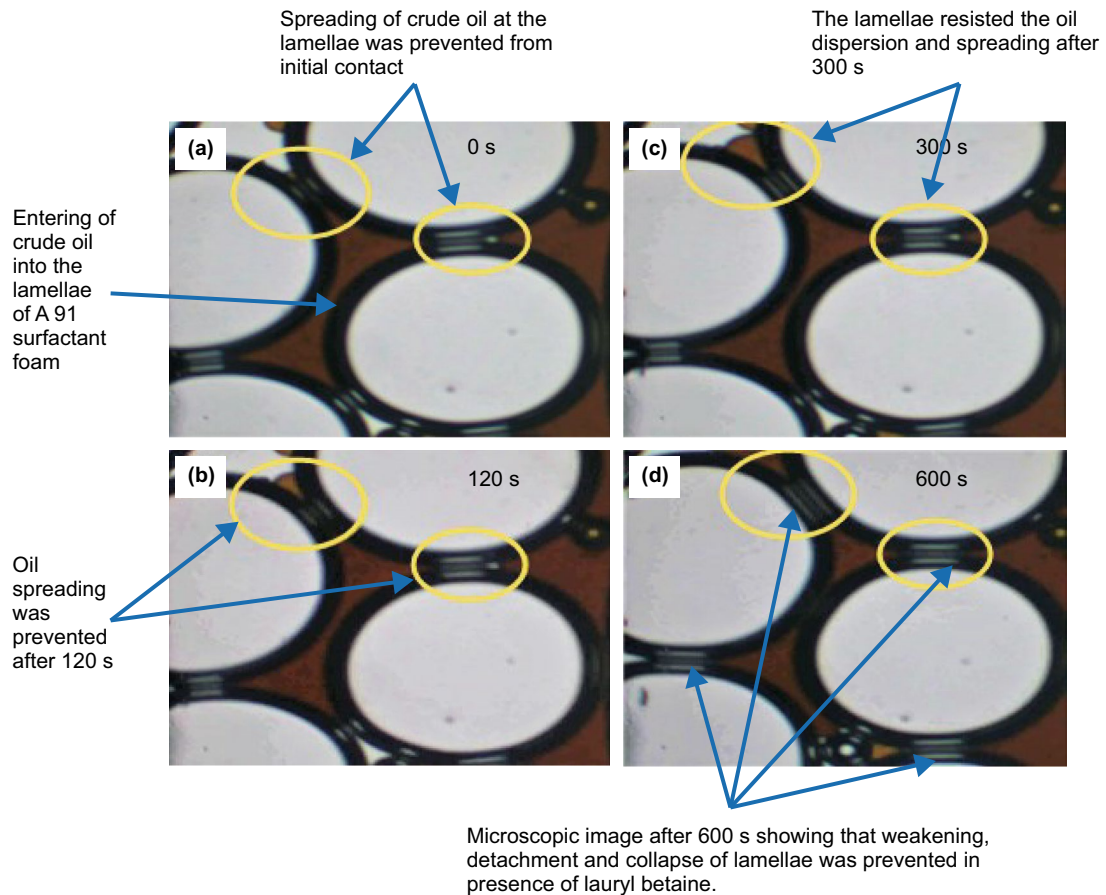 Spreading of crude oil at the
lamellae was prevented from
initial contact
The lamellae resisted the oil
dispersion and spreading after
300 s
(a)
0 s
(c)
300 s
Entering of
crude oil
into the
lamellae
of A 91
surfactant
foam
(b)
120 s
(d)
600 s
Oil
spreading
was
prevented
after 120 s
Microscopic image after 600 s showing that weakening,
detachment and collapse of lamellae was prevented in
presence of lauryl betaine.